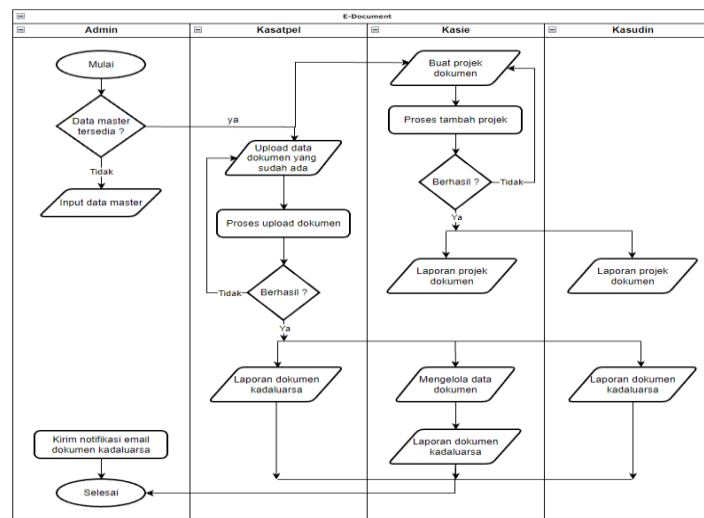 E-Document
Admin
Kasatpel
Kasie
Kasudin
Mulai
Buat projek
dokumen
Data master
tersedia ?
ya
Proses tambah projek
Upload data
dokumen yang
sudah ada
Tidak
Berhasil ?
Tidak
Input data master
Ya
Proses upload dokumen
Laporan projek
dokumen
Laporan projek
dokumen
Berhasil ?
Tidak
Ya
Laporan dokumen
kadaluarsa
Mengelola data
dokumen
Laporan dokumen
kadaluarsa
Kirim notifikasi email
dokumen kadaluarsa
Laporan dokumen
kadaluarsa
Selesai